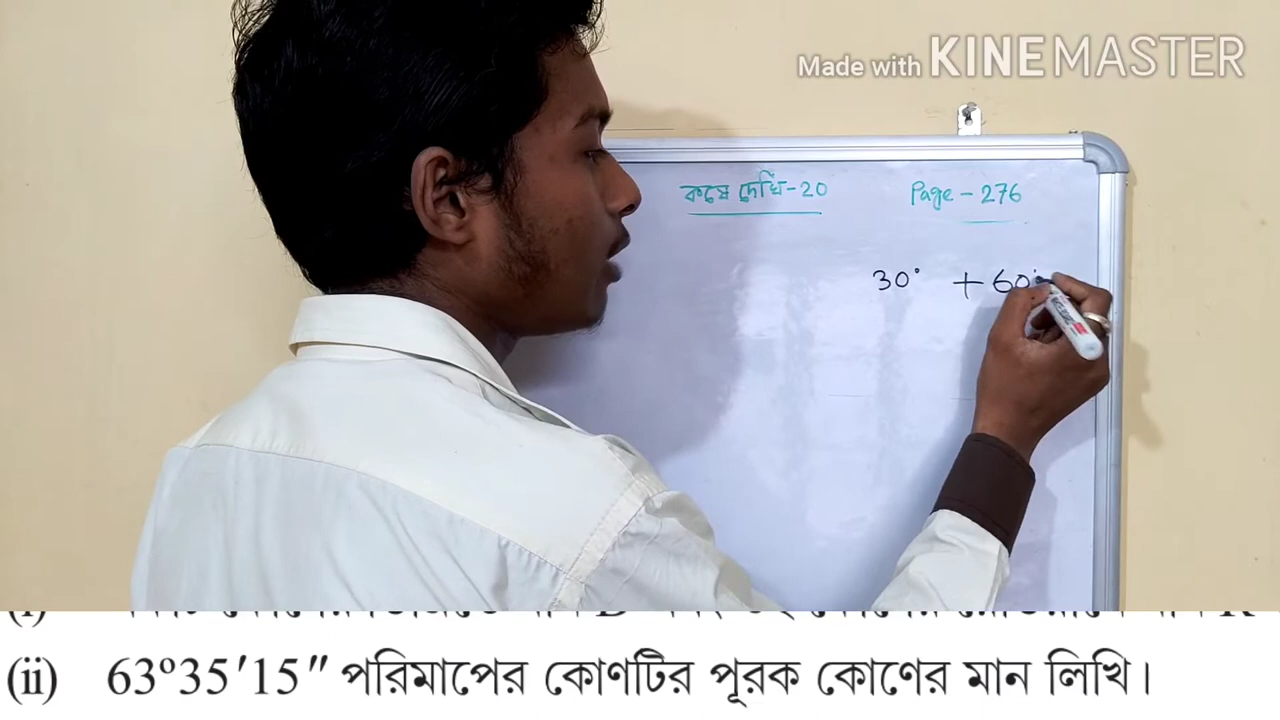 Made with KINEMASTER
কষে দেখি-20 Page - 276
30° + 60°
(ii) 63°35′15″ পরিমাপের কোণটির পূরক কোণের মান লিখি।